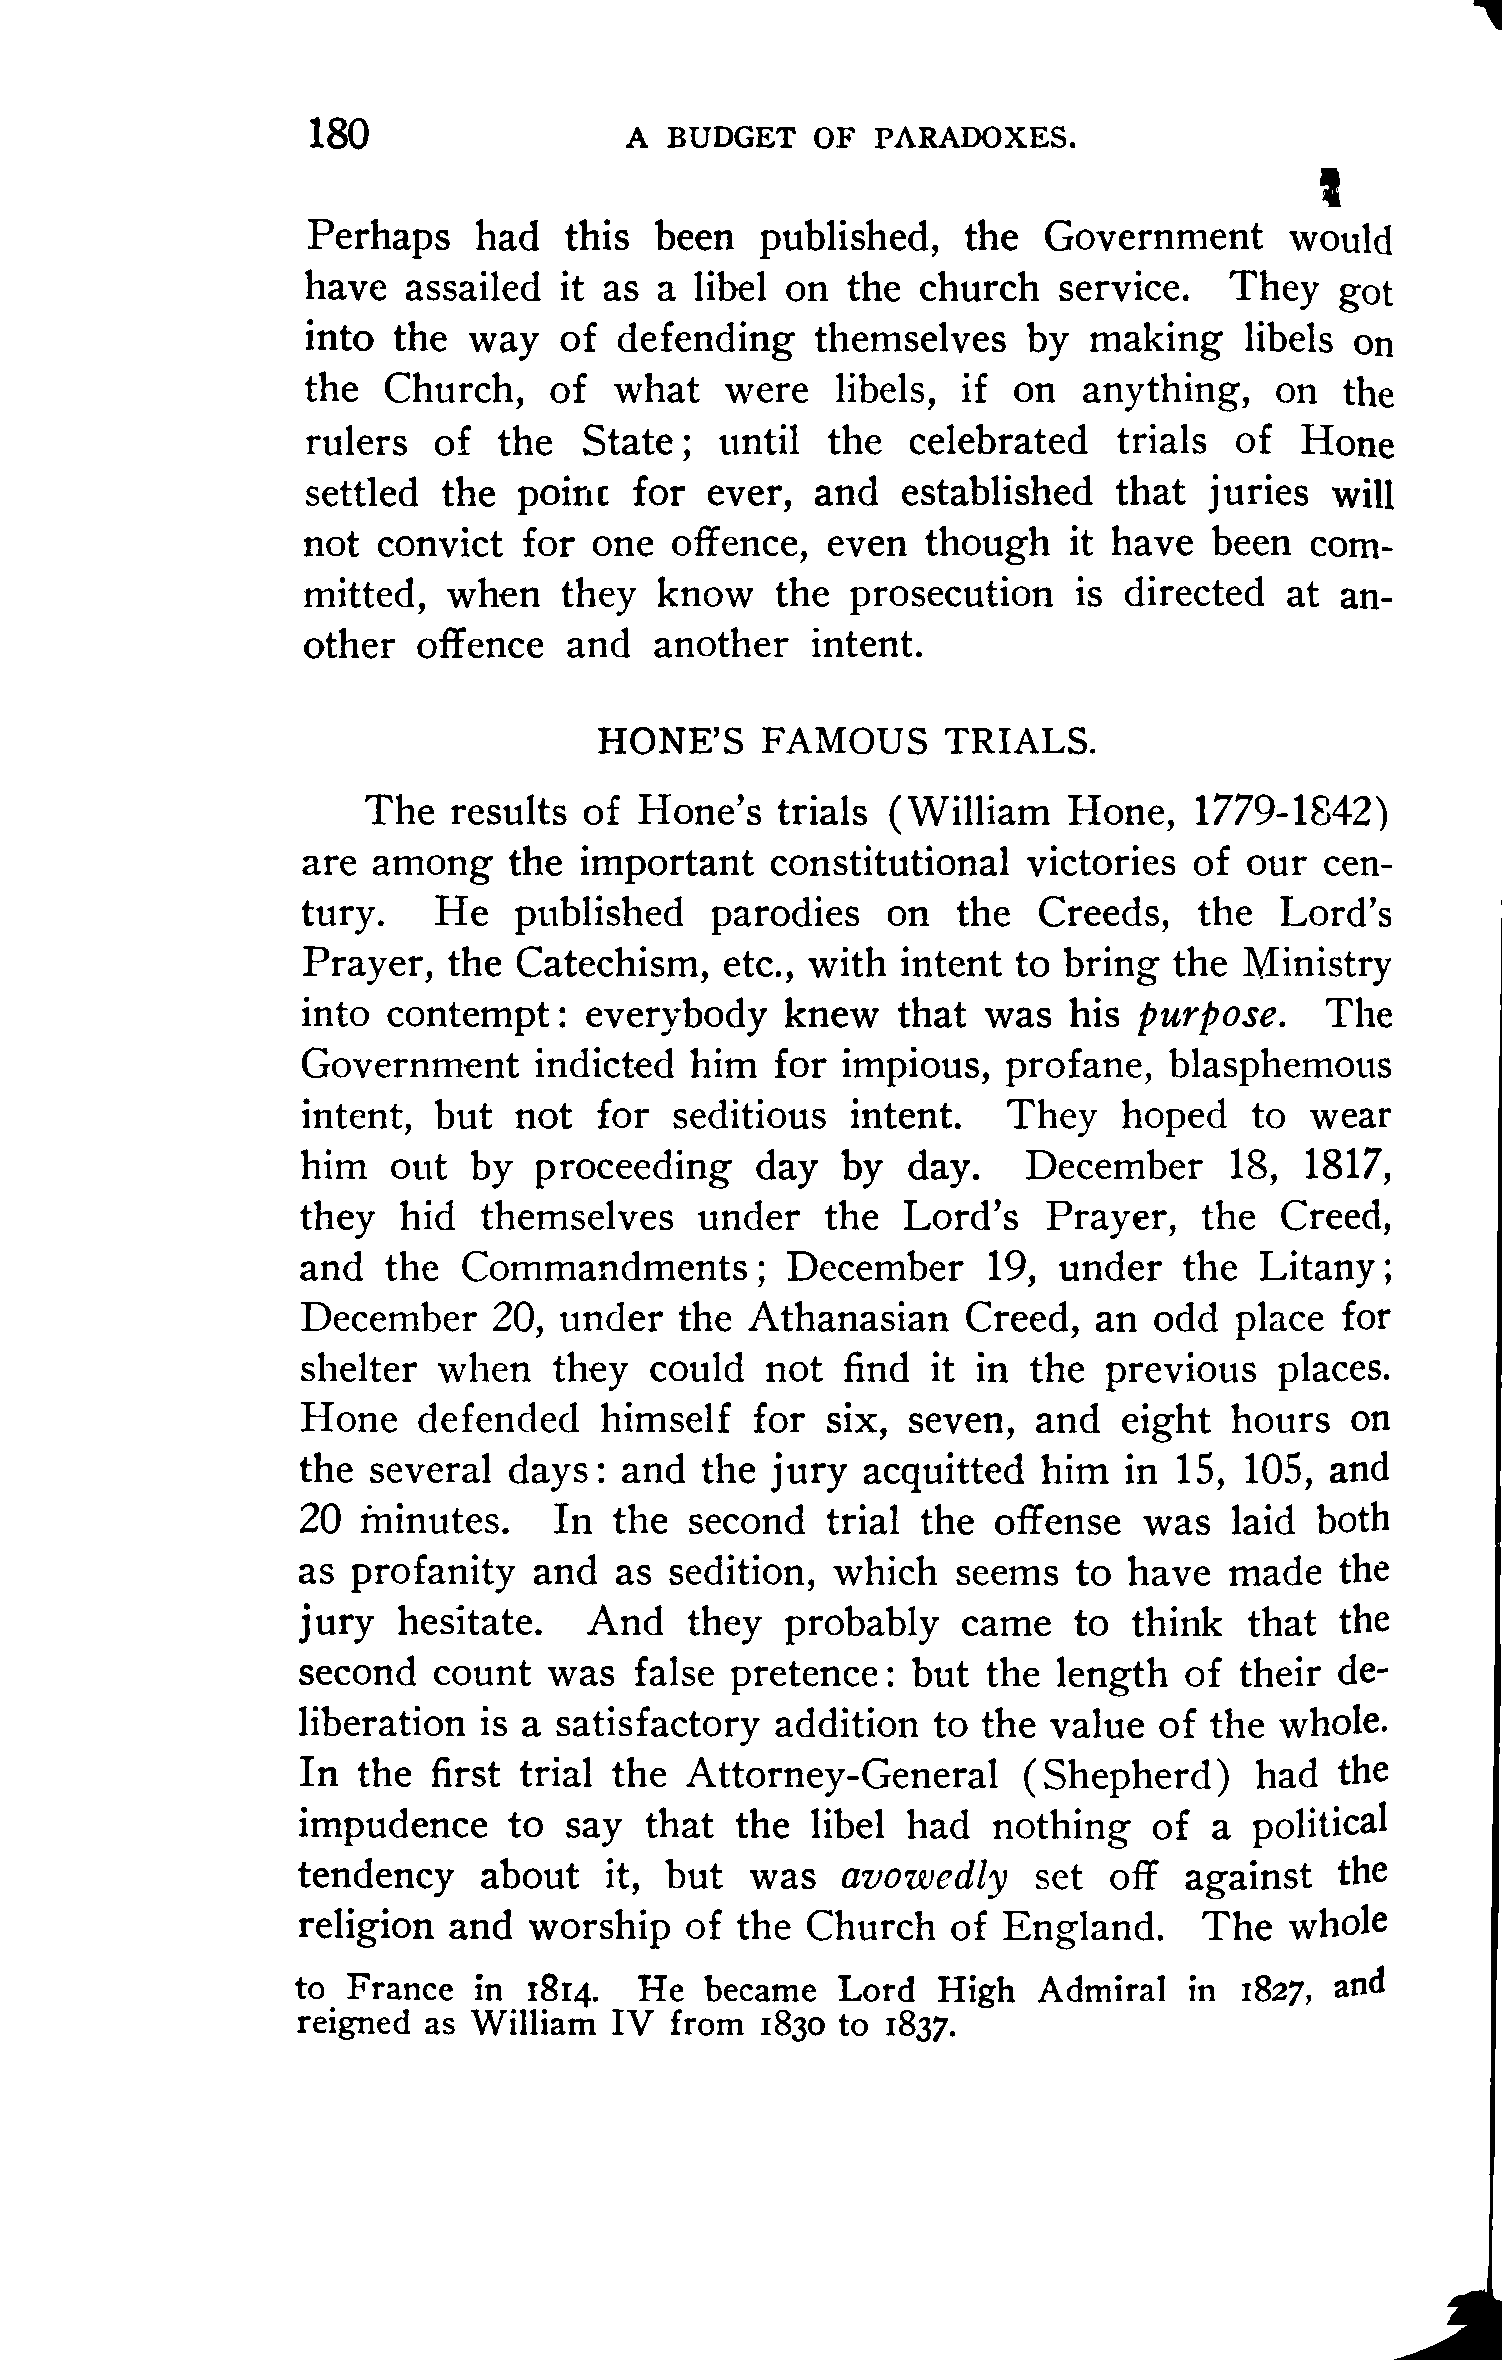 180 A BUDGET OF PARADOXES.
Perhaps had this been published, the Government would
have assailed it as a libel on the church service. They got
into the way of defending themselves by making libels on
the Church, of what were libels, if on anything, on the
rulers of the State; until the celebrated trials of Hone
settled the point for ever, and established that juries will
not convict for one offence, even though it have been com-
mitted, when they know the prosecution is directed at an-
other offence and another intent.
HONE'S FAMOUS TRIALS.
The results of Hone's trials (William Hone, 1779-1842)
are among the important constitutional victories of our cen-
tury. He published parodies on the Creeds, the Lord's
Prayer, the Catechism, etc., with intent to bring the Ministry
into contempt: everybody knew that was his purpose. The
Government indicted him for impious, profane, blasphemous
intent, but not for seditious intent. They hoped to wear
him out by proceeding day by day. December 18, 1817,
they hid themselves under the Lord's Prayer, the Creed,
and the Commandments; December 19, under the Litany;
December 20, under the Athanasian Creed, an odd place for
shelter when they could not find it in the previous places.
Hone defended himself for six, seven, and eight hours on
the several days: and the jury acquitted him in 15, 105, and
20 minutes. In the second trial the offense was laid both
as profanity and as sedition, which seems to have made the
jury hesitate. And they probably came to think that the
second count was false pretence: but the length of their de-
liberation is a satisfactory addition to the value of the whole.
In the first trial the Attorney-General (Shepherd) had the
impudence to say that the libel had nothing of a political
tendency about it, but was avowedly set off against the
religion and worship of the Church of England. The whole
to France in 1814. He became Lord High Admiral in 1827, and
reigned as William IV from 1830 to 1837.